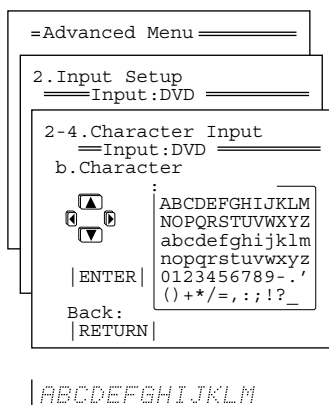 =Advanced Menu
2.Input Setup
Input:DVD
2-4.Character Input
Input:DVD
b.Character
:
ABCDEFGHIJKLM
NOPQRSTUVWXYZ
abcdefghijklm
nopqrstuvwxyz
0123456789-.’
()+*/=,:;!?_
|ENTER|
Back:
|RETURN|
ABCDEFGHIJKLM